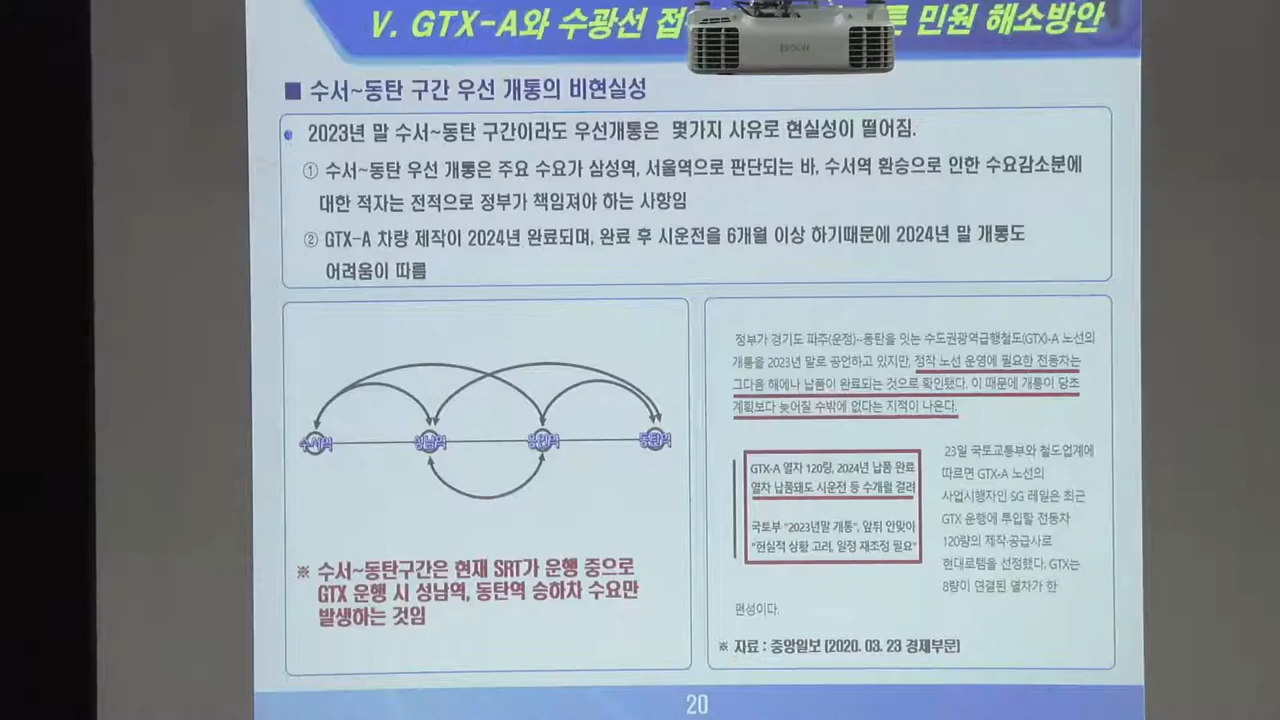 V. GTX-A와 수광선 접
른 민원 해소방안
EPSON
■ 수서~동탄 구간 우선 개통의 비현실성
• 2023년 말 수서~동탄 구간이라도 우선개통은 몇가지 사유로 현실성이 떨어짐.
① 수서~동탄 우선 개통은 주요 수요가 삼성역, 서울역으로 판단되는 바, 수서역 환승으로 인한 수요감소분에
대한 적자는 전적으로 정부가 책임져야 하는 사항임
② GTX-A 차량 제작이 2024년 완료되며, 완료 후 시운전을 6개월 이상 하기때문에 2024년 말 개통도
어려움이 따름
수서역 성남역 용인역 동탄역
※ 수서~동탄구간은 현재 SRT가 운행 중으로
GTX 운행 시 성남역, 동탄역 승하차 수요만
발생하는 것임
정부가 경기도 파주(운정)~동탄을 잇는 수도권광역급행철도(GTX)-A 노선의
개통을 2023년 말로 공언하고 있지만, 정작 노선 운영에 필요한 전동차는
그다음 해에나 납품이 완료되는 것으로 확인됐다. 이 때문에 개통이 당초
계획보다 늦어질 수밖에 없다는 지적이 나온다.
GTX-A 열차 120량, 2024년 납품 완료
열차 납품돼도 시운전 등 수개월 걸려
국토부 "2023년말 개통", 앞뒤 안맞아
"현실적 상황 고려, 일정 재조정 필요"
23일 국토교통부와 철도업계에
따르면 GTX-A 노선의
사업시행자인 SG 레일은 최근
GTX 운행에 투입할 전동차
120량의 제작·공급사로
현대로템을 선정했다. GTX는
8량이 연결된 열차가 한
편성이다.
※ 자료 : 중앙일보 [2020. 03. 23 경제부문]
20